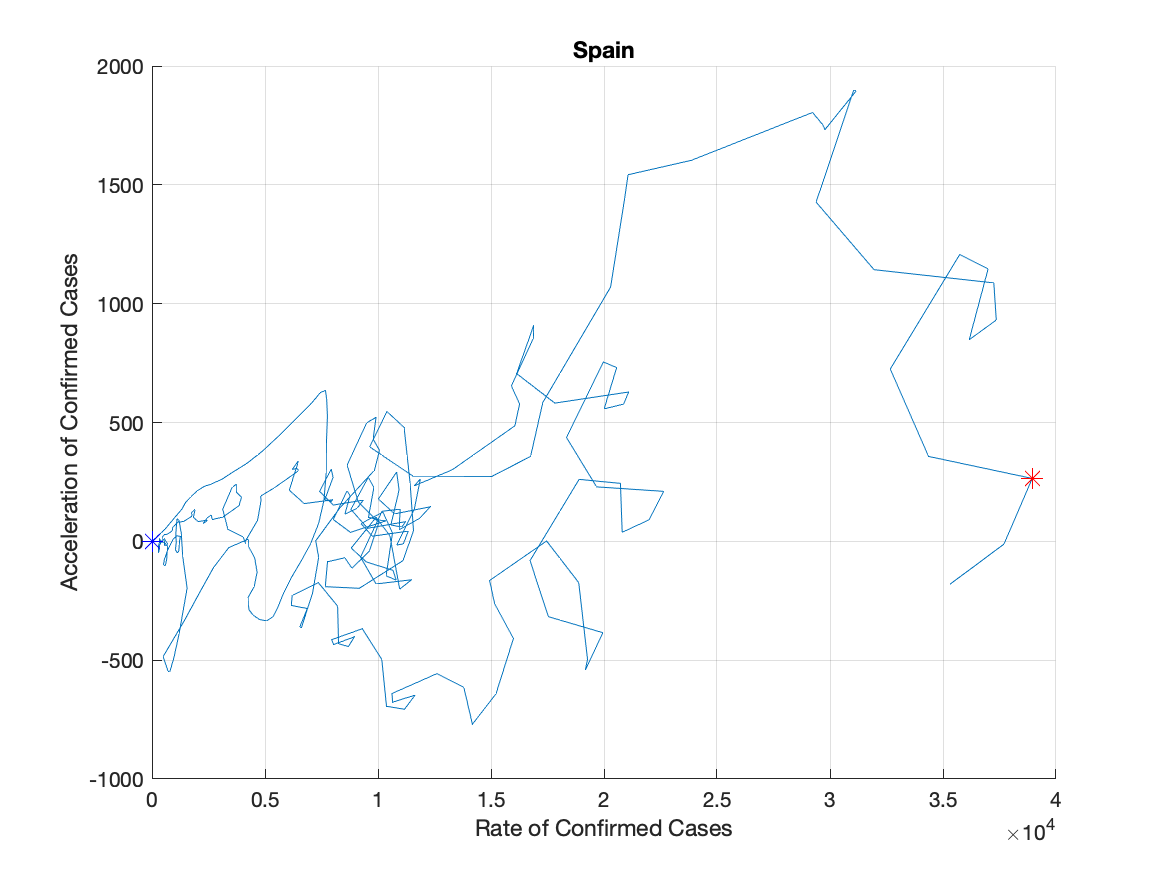 Spain
2000
1500
1000
500
0
-500
-1000
Acceleration of Confirmed Cases
0 0.5 1 1.5 2 2.5 3 3.5 4
Rate of Confirmed Cases
×10⁴